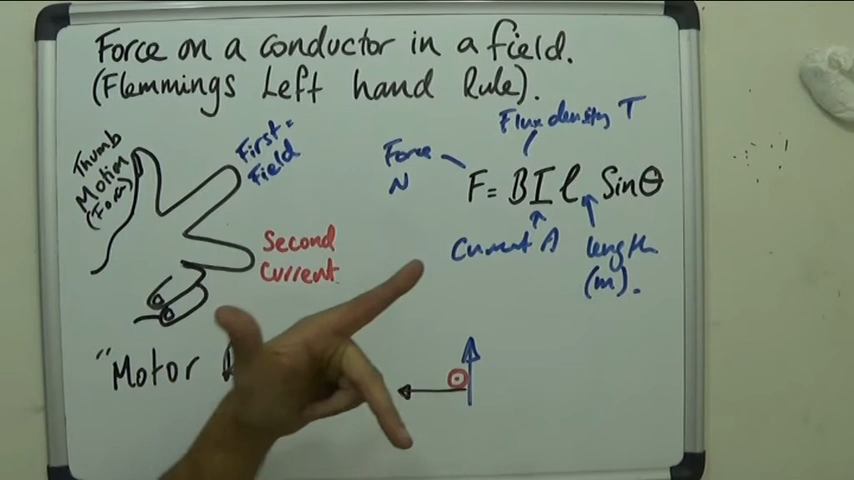 Force on a conductor in a field.
(Flemmings Left hand Rule).
Flux density T
Thumb
Motion
(Force)
First =
Field
Force
N
F = BIl Sinθ
Second
Current
Current A
length
(m).
"Motor